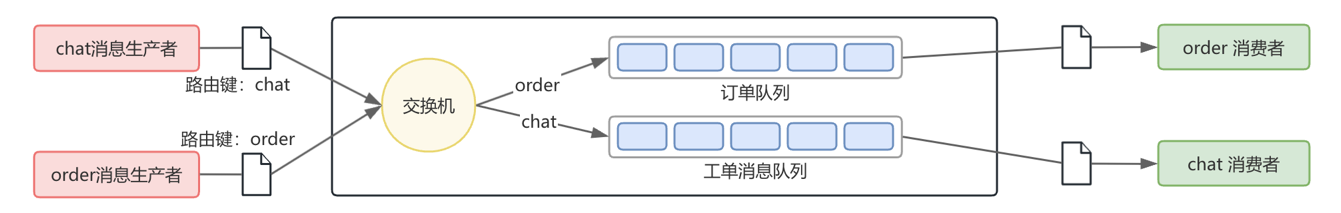 chat消息生产者
路由键：chat
路由键：order
order消息生产者
交换机
order
chat
订单队列
工单消息队列
order 消费者
chat 消费者